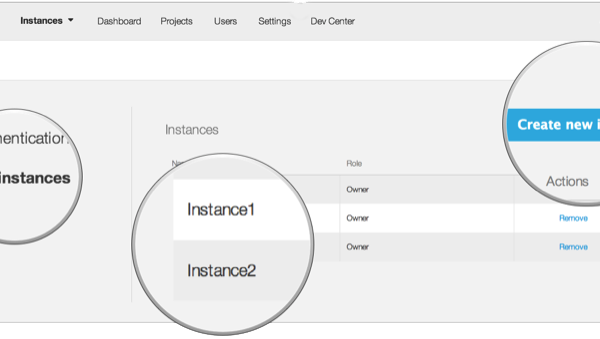 Instances Dashboard Projects Users Settings Dev Center
Create new
Instances
Role
Actions
Owner
Instance1 Owner Remove
Instance2 Owner Remove
instances